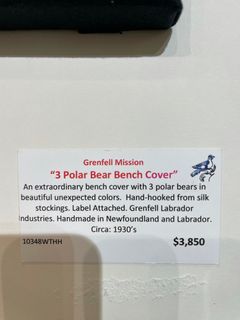 Grenfell Mission
"3 Polar Bear Bench Cover"
An extraordinary bench cover with 3 polar bears in
beautiful unexpected colors. Hand-hooked from silk
stockings. Label Attached. Grenfell Labrador
Industries. Handmade in Newfoundland and Labrador.
Circa: 1930's
10348WTHH
$3,850